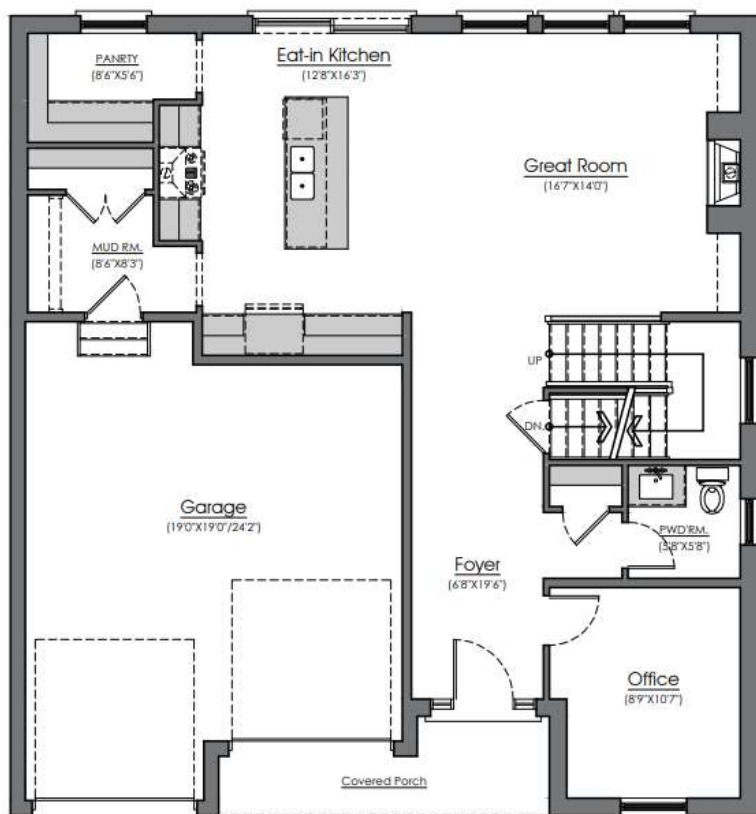 PANRTY
(8'6"X5'6")
Eat-in Kitchen
(12'8"X16'3")
Great Room
(16'7"X14'0")
MUD RM.
(8'6"X8'3")
UP
DN.
Garage
(19'0"X19'0"/24'2")
PWD'RM.
(5'8"X5'8")
Foyer
(6'8"X19'6")
Office
(8'9"X10'7")
Covered Porch